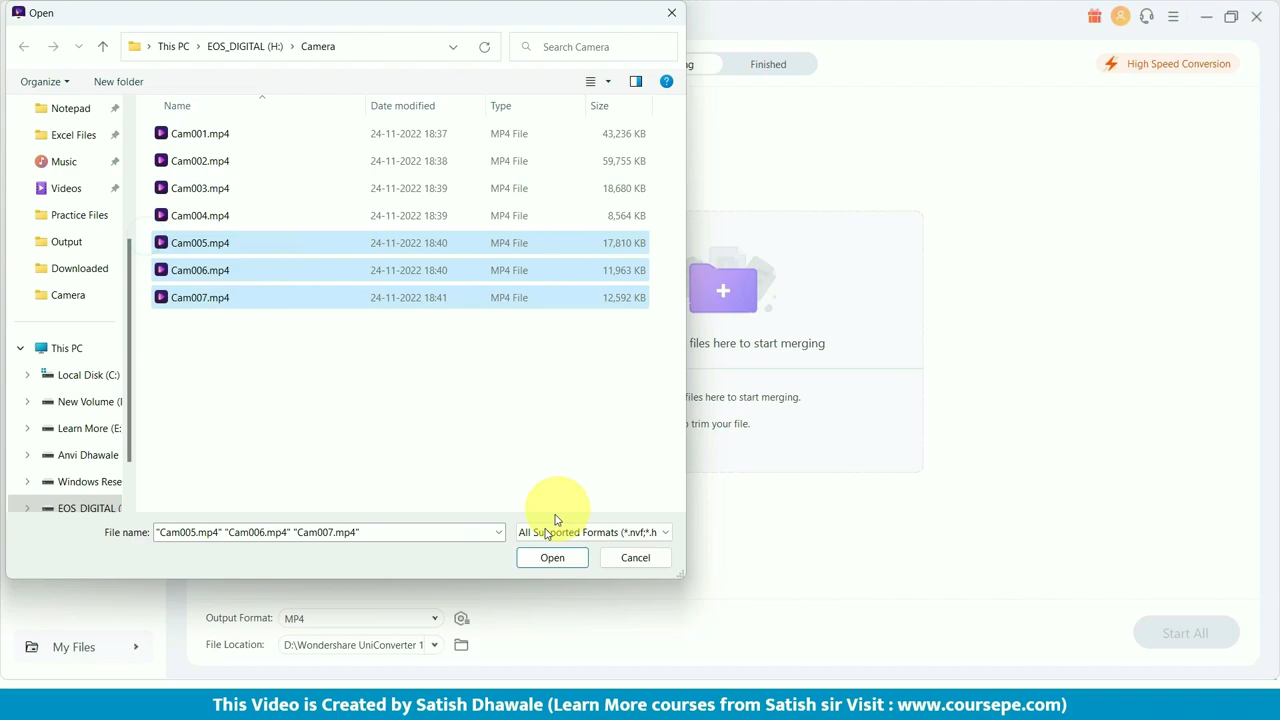 Open
This PC > EOS_DIGITAL (H:) > Camera
Search Camera
Organize
New folder
Name
Date modified
Type
Size
Notepad
Excel Files
Music
Videos
Practice Files
Output
Downloaded
Camera
This PC
Local Disk (C:)
New Volume (
Learn More (E:
Anvi Dhawale
Windows Rese
EOS_DIGITAL (
Cam001.mp4 24-11-2022 18:37 MP4 File 43,236 KB
Cam002.mp4 24-11-2022 18:38 MP4 File 59,755 KB
Cam003.mp4 24-11-2022 18:39 MP4 File 18,680 KB
Cam004.mp4 24-11-2022 18:39 MP4 File 8,564 KB
Cam005.mp4 24-11-2022 18:40 MP4 File 17,810 KB
Cam006.mp4 24-11-2022 18:40 MP4 File 11,963 KB
Cam007.mp4 24-11-2022 18:41 MP4 File 12,592 KB
File name: "Cam005.mp4" "Cam006.mp4" "Cam007.mp4"
All Supported Formats (*.nvf;*.h
Open
Cancel
ng
Finished
High Speed Conversion
files here to start merging
files here to start merging.
to trim your file.
My Files
Output Format: MP4
File Location: D:\Wondershare UniConverter 1
Start All
This Video is Created by Satish Dhawale (Learn More courses from Satish sir Visit : www.coursepe.com)